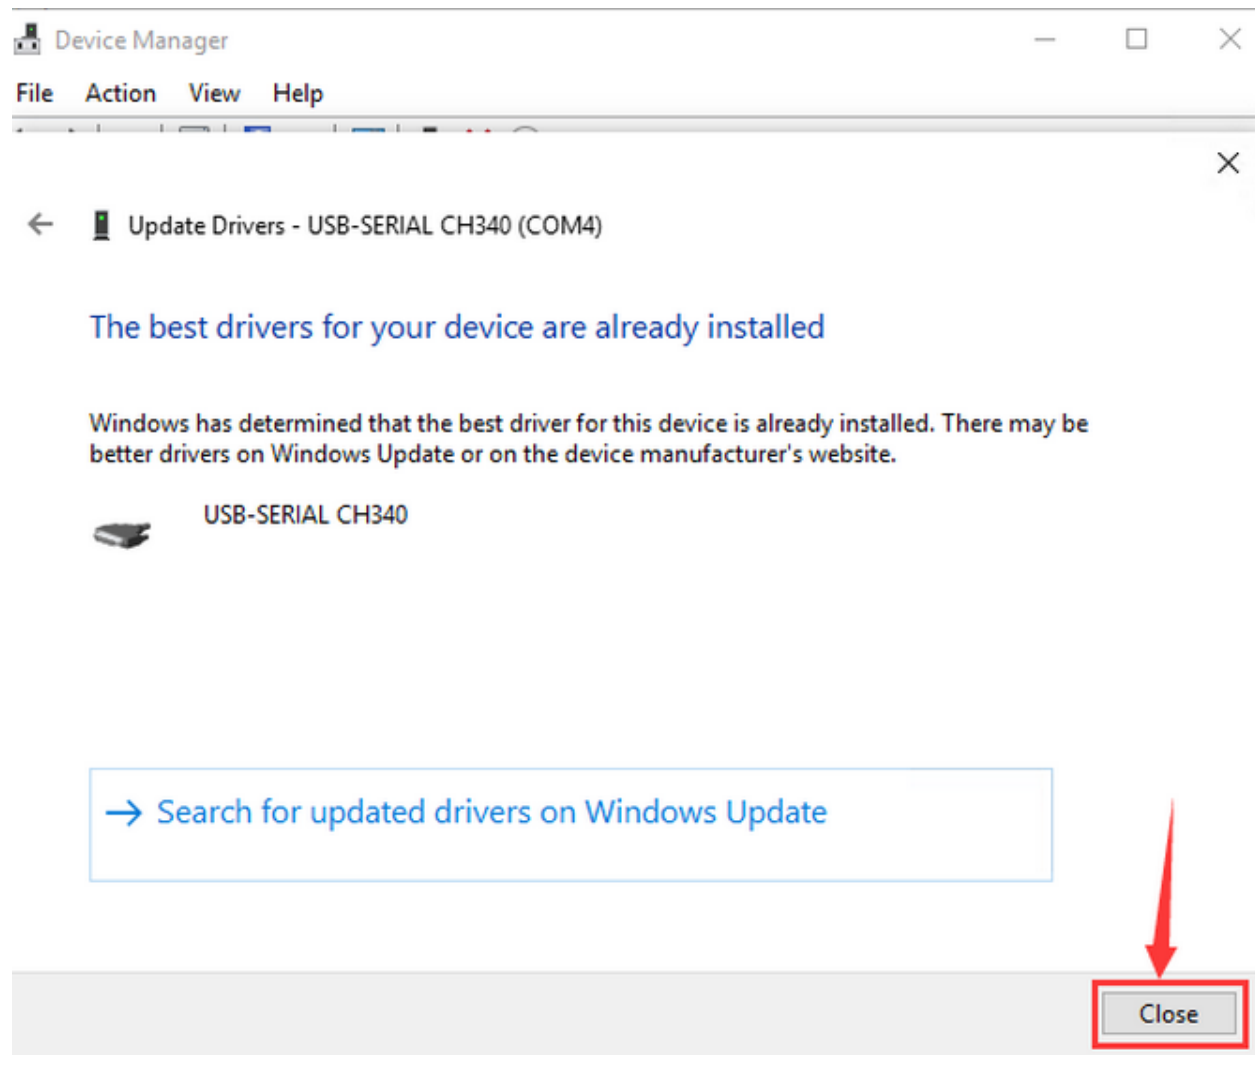 Device Manager
File Action View Help
Update Drivers - USB-SERIAL CH340 (COM4)
The best drivers for your device are already installed
Windows has determined that the best driver for this device is already installed. There may be
better drivers on Windows Update or on the device manufacturer's website.
USB-SERIAL CH340
Search for updated drivers on Windows Update
Close